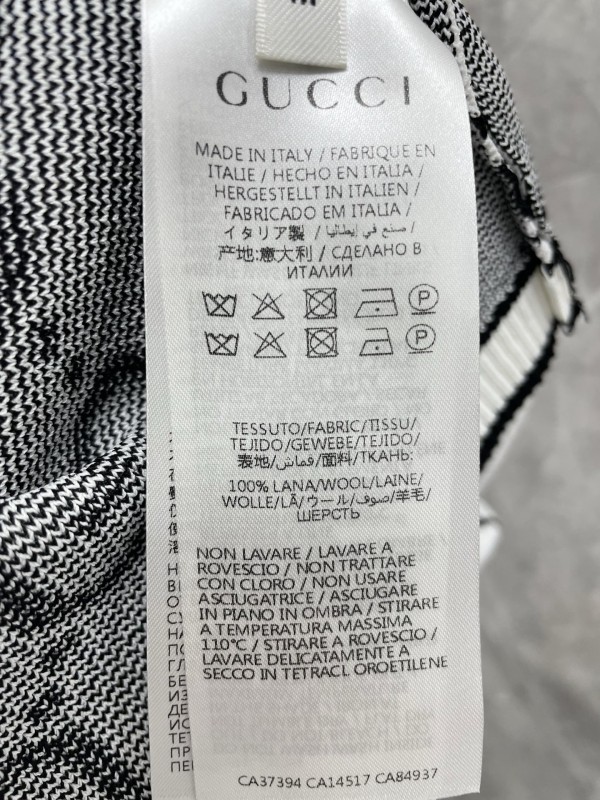 M
GUCCI
MADE IN ITALY / FABRIQUE EN
ITALIE / HECHO EN ITALIA /
HERGESTELLT IN ITALIEN /
FABRICADO EM ITALIA /
イタリア製 / صنع في إيطاليا /
产地:意大利 / СДЕЛАНО В
ИТАЛИИ
P
P
TESSUTO/FABRIC/TISSU/
TEJIDO/GEWEBE/TEJIDO/
表地/قماش/面料/ТКАНЬ:
100% LANA/WOOL/LAINE/
WOLLE/LÃ/ウール/صوف/羊毛/
ШЕРСТЬ
NON LAVARE / LAVARE A
ROVESCIO / NON TRATTARE
CON CLORO / NON USARE
ASCIUGATRICE / ASCIUGARE
IN PIANO IN OMBRA / STIRARE
A TEMPERATURA MASSIMA
110°C / STIRARE A ROVESCIO /
LAVARE DELICATAMENTE A
SECCO IN TETRACL OROETILENE
CA37394 CA14517 CA84937